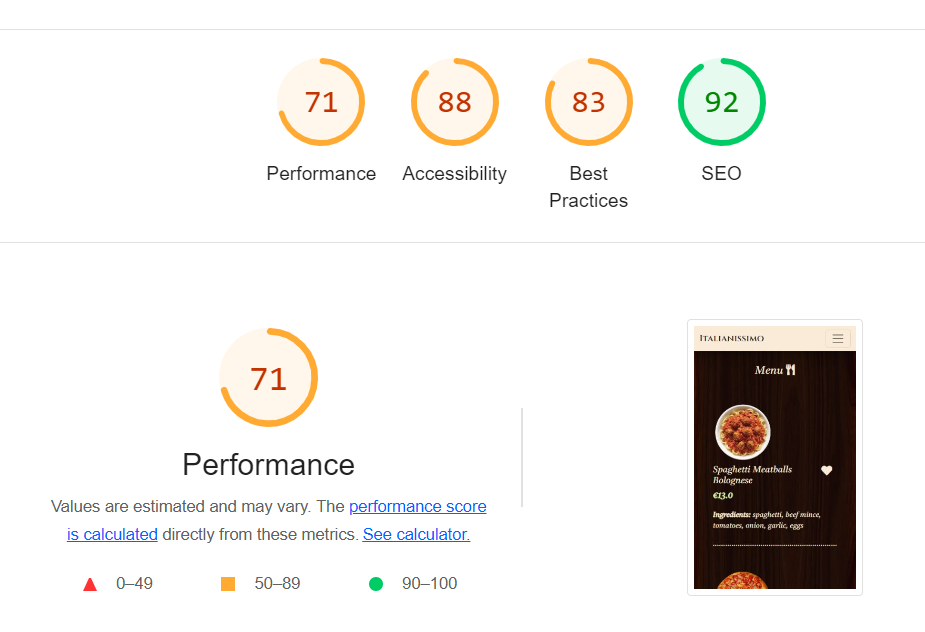 71
88
83
92
Performance
Accessibility
Best
Practices
SEO
71
Performance
Values are estimated and may vary. The performance score
is calculated directly from these metrics. See calculator.
0–49
50–89
90–100
Italianissimo
Menu
Spaghetti Meatballs
Bolognese
€13.0
Ingredients: spaghetti, beef mince,
tomatoes, onion, garlic, eggs